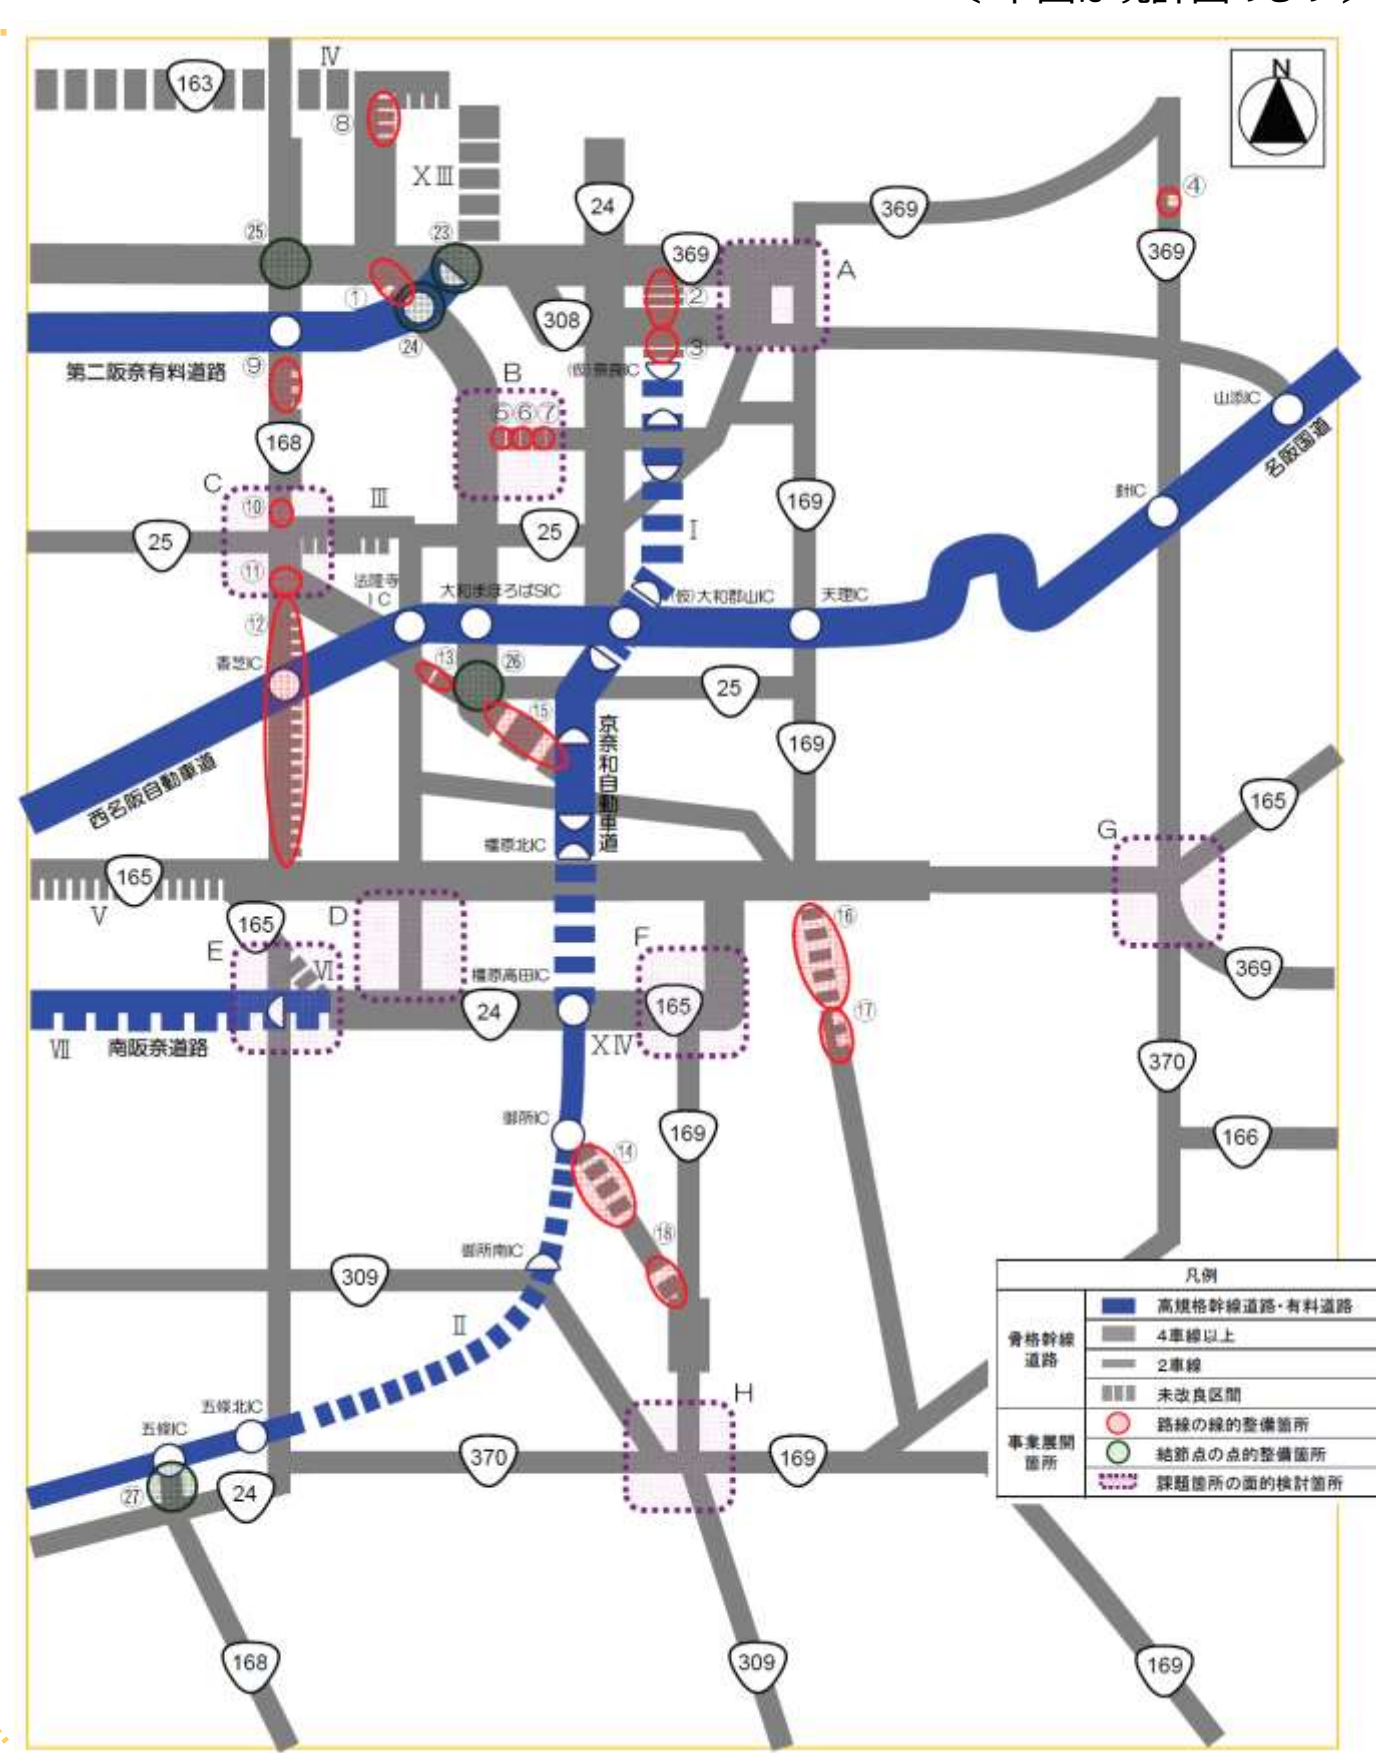 N
Ⅳ
163
⑧
ⅩⅢ
24
369
④
369
㉕
㉓
369
A
①
308
②
㉔
③
第二阪奈有料道路
⑨
B
(仮)奈良IC
⑤⑥⑦
山添IC
名阪国道
168
C
⑩
Ⅲ
169
針IC
25
25
Ⅰ
⑪
法隆寺
IC
大和まほろばSIC
(仮)大和郡山IC
天理IC
⑫
香芝IC
⑬
㉖
25
⑮
京奈和自動車道
169
西名阪自動車道
165
橿原北IC
G
165
Ⅴ
165
D
⑯
E
Ⅵ
F
橿原高田IC
369
24
165
⑰
Ⅶ
南阪奈道路
ⅩⅣ
370
御所IC
169
166
⑭
⑱
御所南IC
309
Ⅱ
凡例
骨格幹線
道路
高規格幹線道路・有料道路
4車線以上
2車線
未改良区間
事業展開
箇所
路線の線的整備箇所
結節点の点的整備箇所
課題箇所の面的検討箇所
五條北IC
五條IC
H
370
169
㉗
24
168
309
169